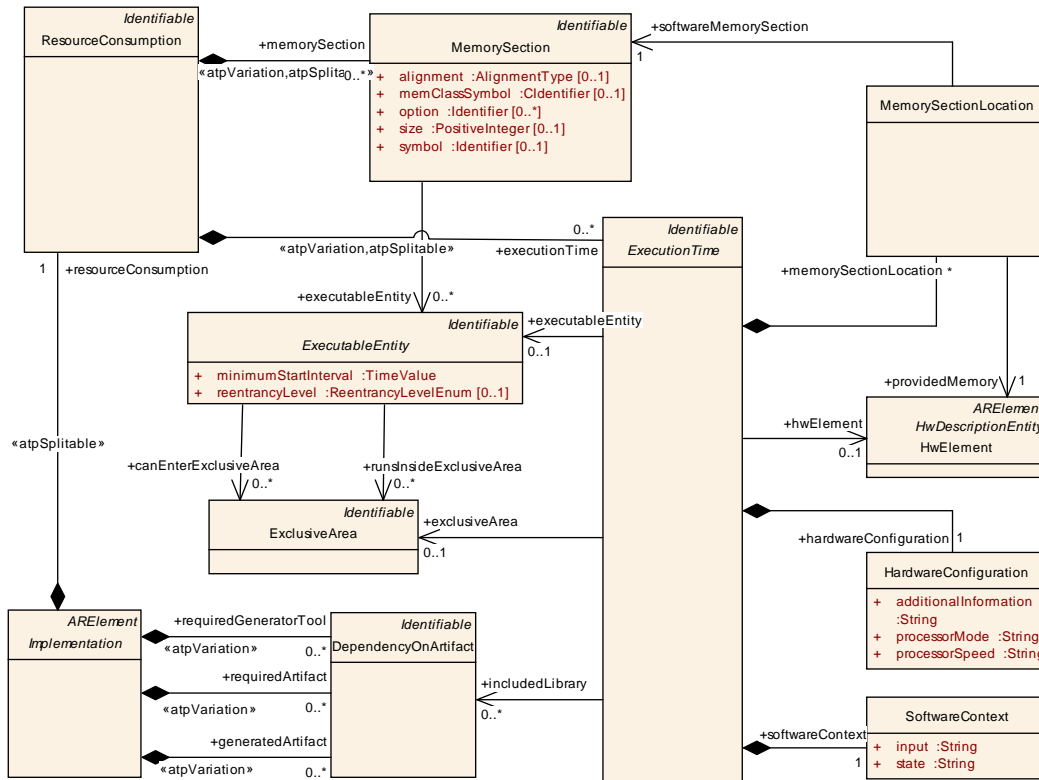 Identifiable
ResourceConsumption
+memorySection
«atpVariation,atpSplita
0..*
»
Identifiable
MemorySection
+ alignment :AlignmentType [0..1]
+ memClassSymbol :CIdentifier [0..1]
+ option :Identifier [0..*]
+ size :PositiveInteger [0..1]
+ symbol :Identifier [0..1]
+softwareMemorySection
1
MemorySectionLocation
0..*
«atpVariation,atpSplitable»
+executionTime
Identifiable
ExecutionTime
1
+resourceConsumption
+memorySectionLocation
*
+executableEntity
0..*
Identifiable
ExecutableEntity
+ minimumStartInterval :TimeValue
+ reentrancyLevel :ReentrancyLevelEnum [0..1]
+executableEntity
0..1
+providedMemory
1
ARElement
HwDescriptionEntity
HwElement
+hwElement
0..1
«atpSplitable»
+canEnterExclusiveArea
0..*
+runsInsideExclusiveArea
0..*
Identifiable
ExclusiveArea
+exclusiveArea
0..1
+hardwareConfiguration
1
HardwareConfiguration
+ additionalInformation
:String
+ processorMode :String
+ processorSpeed :String
ARElement
Implementation
+requiredGeneratorTool
«atpVariation»
0..*
+requiredArtifact
«atpVariation»
0..*
+generatedArtifact
«atpVariation»
0..*
Identifiable
DependencyOnArtifact
+includedLibrary
0..*
+softwareContext
1
SoftwareContext
+ input :String
+ state :String